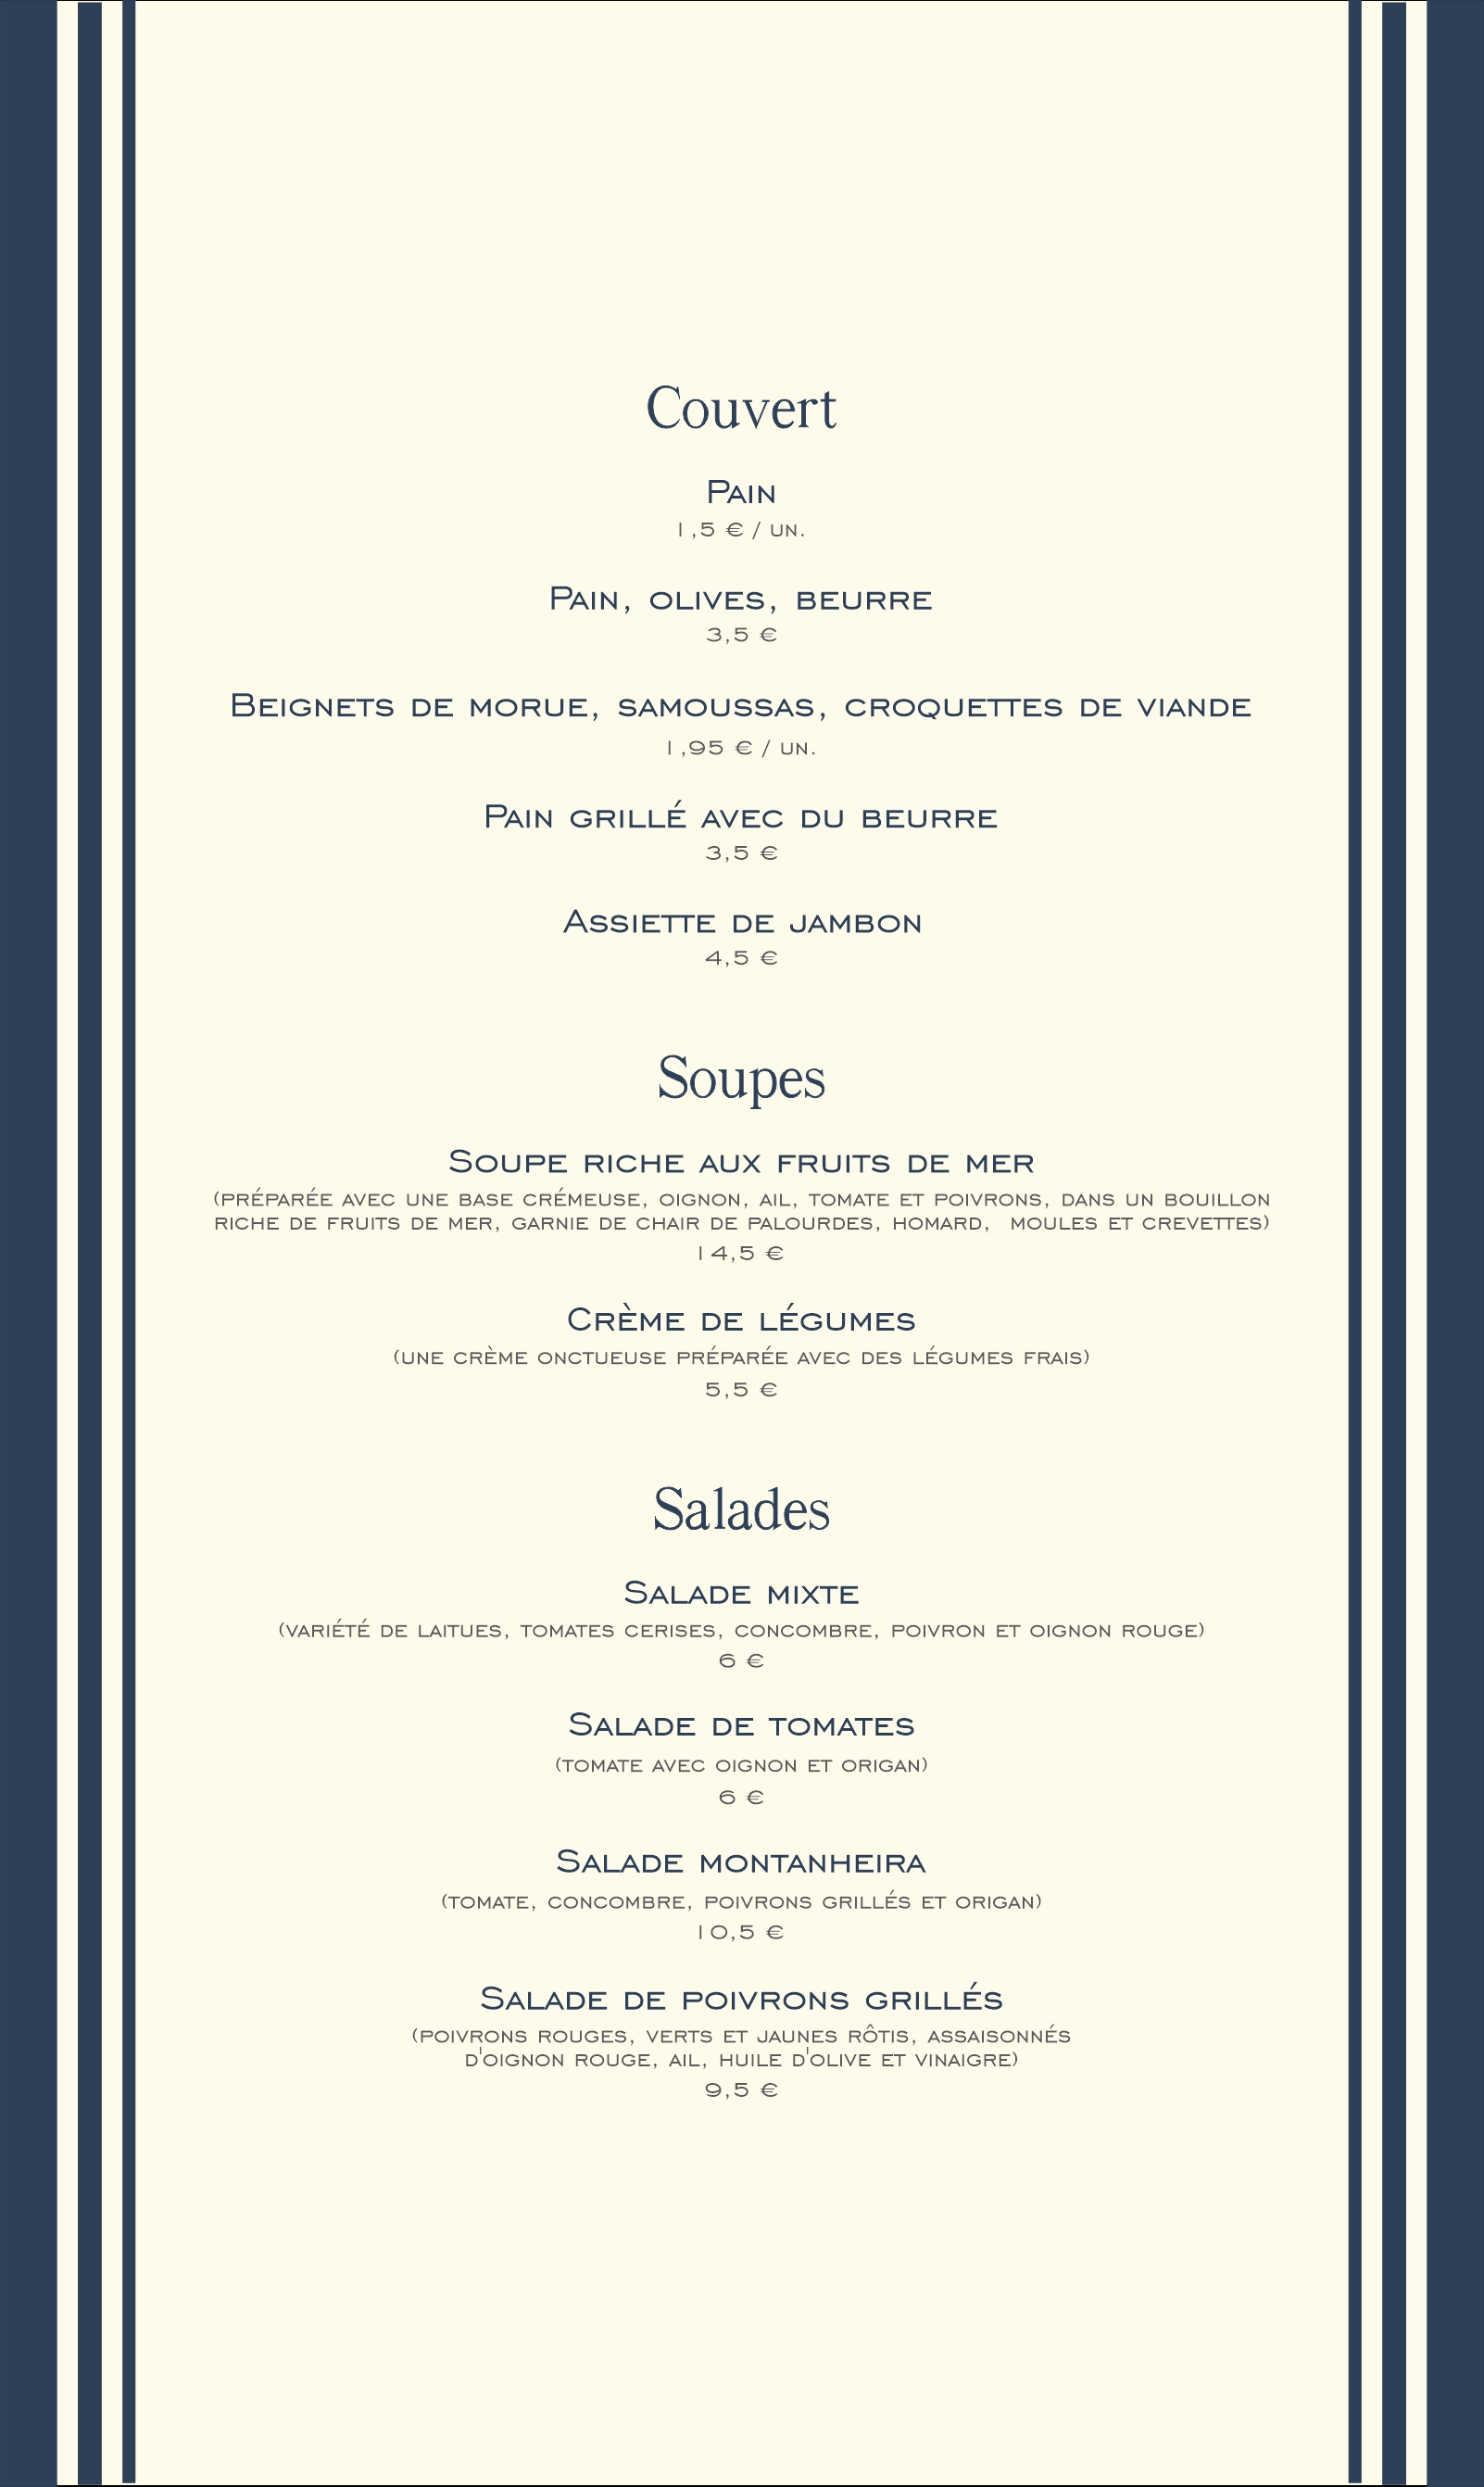 Couvert
Pain
1,5 € / un.
Pain, olives, beurre
3,5 €
Beignets de morue, samoussas, croquettes de viande
1,95 € / un.
Pain grillé avec du beurre
3,5 €
Assiette de jambon
4,5 €
Soupes
Soupe riche aux fruits de mer
(préparée avec une base crémeuse, oignon, ail, tomate et poivrons, dans un bouillon
riche de fruits de mer, garnie de chair de palourdes, homard, moules et crevettes)
14,5 €
Crème de légumes
(une crème onctueuse préparée avec des légumes frais)
5,5 €
Salades
Salade mixte
(variété de laitues, tomates cerises, concombre, poivron et oignon rouge)
6 €
Salade de tomates
(tomate avec oignon et origan)
6 €
Salade montanheira
(tomate, concombre, poivrons grillés et origan)
10,5 €
Salade de poivrons grillés
(poivrons rouges, verts et jaunes rôtis, assaisonnés
d'oignon rouge, ail, huile d'olive et vinaigre)
9,5 €